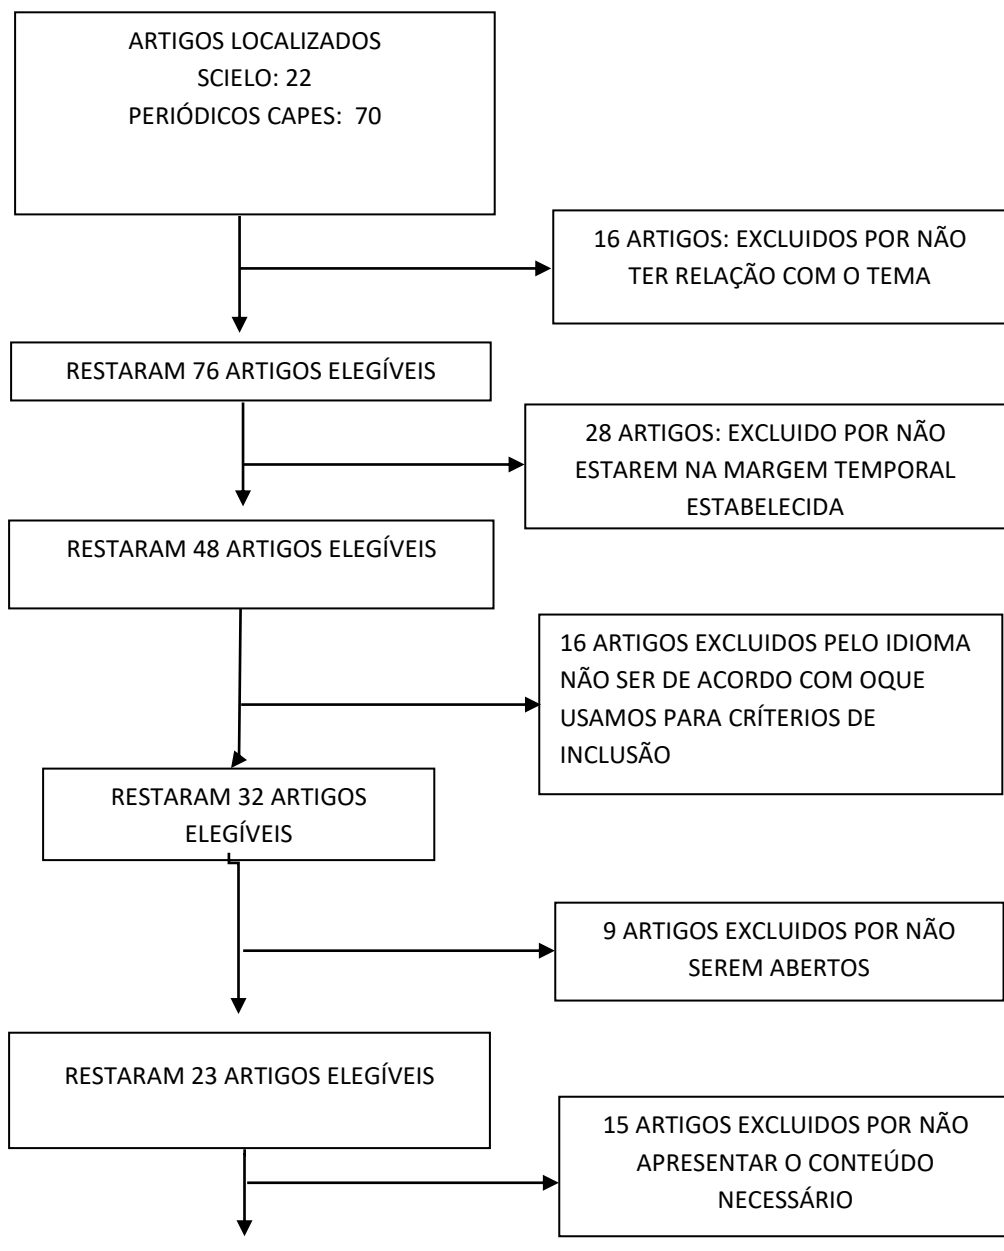 ARTIGOS LOCALIZADOS
SCIELO: 22
PERIÓDICOS CAPES:  70
16 ARTIGOS: EXCLUIDOS POR NÃO
TER RELAÇÃO COM O TEMA
RESTARAM 76 ARTIGOS ELEGÍVEIS
28 ARTIGOS: EXCLUIDO POR NÃO
ESTAREM NA MARGEM TEMPORAL
ESTABELECIDA
RESTARAM 48 ARTIGOS ELEGÍVEIS
16 ARTIGOS EXCLUIDOS PELO IDIOMA
NÃO SER DE ACORDO COM OQUE
USAMOS PARA CRÍTERIOS DE
INCLUSÃO
RESTARAM 32 ARTIGOS
ELEGÍVEIS
9 ARTIGOS EXCLUIDOS POR NÃO
SEREM ABERTOS
RESTARAM 23 ARTIGOS ELEGÍVEIS
15 ARTIGOS EXCLUIDOS POR NÃO
APRESENTAR O CONTEÚDO
NECESSÁRIO